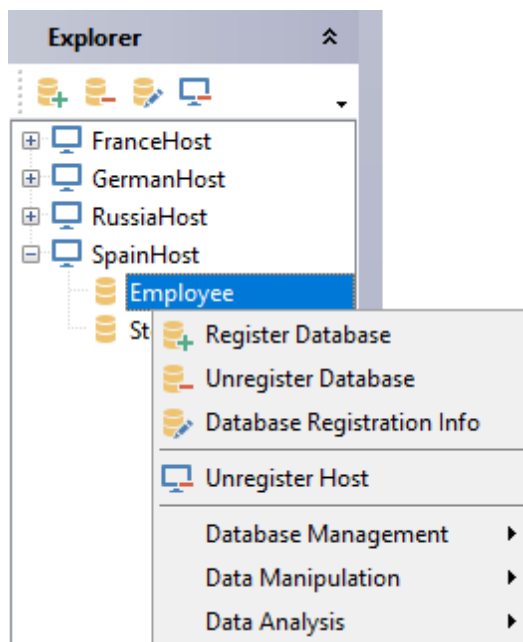 Explorer
FranceHost
GermanHost
RussiaHost
SpainHost
Employee
St
Register Database
Unregister Database
Database Registration Info
Unregister Host
Database Management
Data Manipulation
Data Analysis